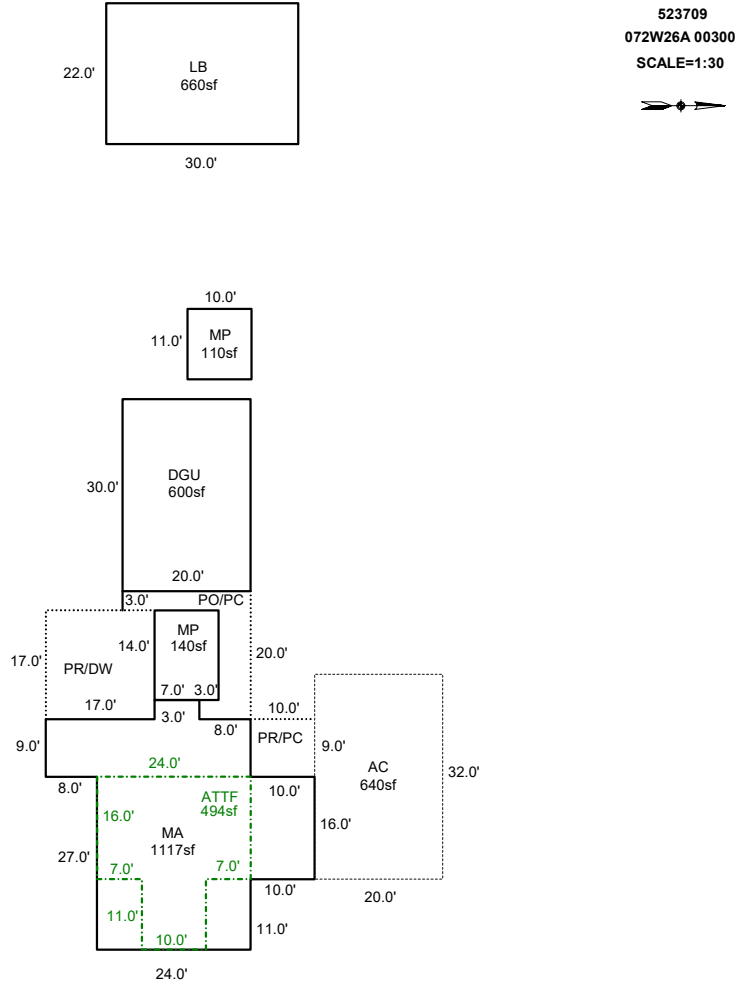 523709
072W26A 00300
SCALE=1:30
22.0'
LB
660sf
30.0'
10.0'
11.0'
MP
110sf
30.0'
DGU
600sf
20.0'
3.0'
PO/PC
17.0'
PR/DW
14.0'
MP
140sf
20.0'
7.0'
3.0'
17.0'
3.0'
8.0'
10.0'
PR/PC
9.0'
9.0'
24.0'
8.0'
10.0'
AC
640sf
32.0'
ATTF
494sf
16.0'
16.0'
MA
1117sf
27.0'
7.0'
7.0'
10.0'
20.0'
11.0'
11.0'
10.0'
24.0'